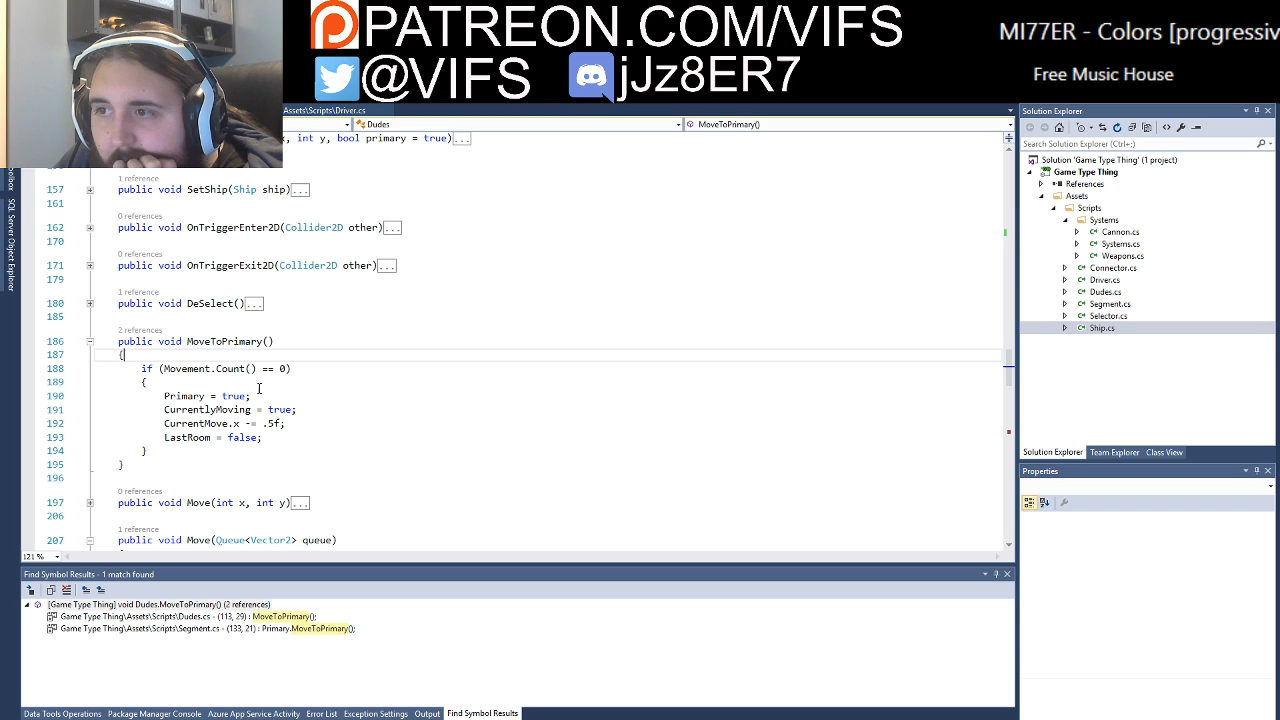 PATREON.COM/VIFS
@VIFS jJz8ER7
MI77ER - Colors [progressiv
Free Music House
Assets\Scripts\Driver.cs
Dudes
MoveToPrimary()
, int y, bool primary = true)...
1 reference
157 public void SetShip(Ship ship)...
161
0 references
162 public void OnTriggerEnter2D(Collider2D other)...
170
0 references
171 public void OnTriggerExit2D(Collider2D other)...
179
1 reference
180 public void DeSelect()...
185
2 references
186 public void MoveToPrimary()
187 {
188 if (Movement.Count() == 0)
189 {
190 Primary = true;
191 CurrentlyMoving = true;
192 CurrentMove.x -= .5f;
193 LastRoom = false;
194 }
195 }
196
0 references
197 public void Move(int x, int y)...
206
1 reference
207 public void Move(Queue<Vector2> queue)
121 %
SQL Server Object Explorer
Solution Explorer
Search Solution Explorer (Ctrl+;)
Solution 'Game Type Thing' (1 project)
Game Type Thing
References
Assets
Scripts
Systems
Cannon.cs
Systems.cs
Weapons.cs
Connector.cs
Driver.cs
Dudes.cs
Segment.cs
Selector.cs
Ship.cs
Solution Explorer Team Explorer Class View
Properties
Find Symbol Results - 1 match found
[Game Type Thing] void Dudes.MoveToPrimary() (2 references)
Game Type Thing\Assets\Scripts\Dudes.cs - (113, 29) : MoveToPrimary();
Game Type Thing\Assets\Scripts\Segment.cs - (133, 21) : Primary.MoveToPrimary();
Data Tools Operations Package Manager Console Azure App Service Activity Error List Exception Settings Output Find Symbol Results